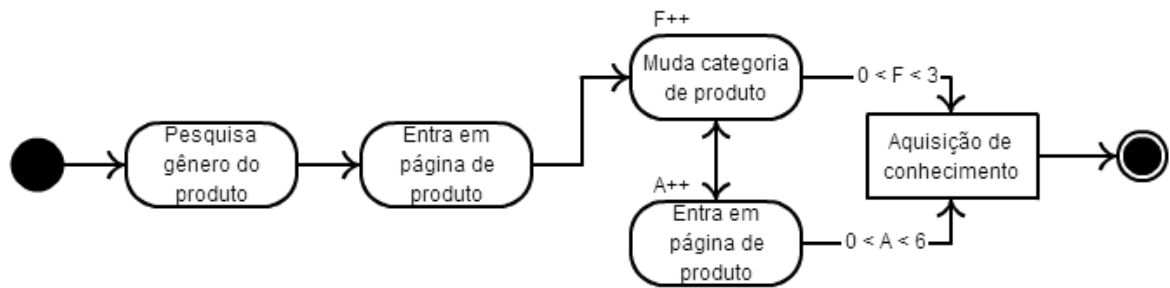 F++
Muda categoria
de produto
0 < F < 3
Pesquisa
gênero do
produto
Entra em
página de
produto
Aquisição de
conhecimento
A++
Entra em
página de
produto
0 < A < 6